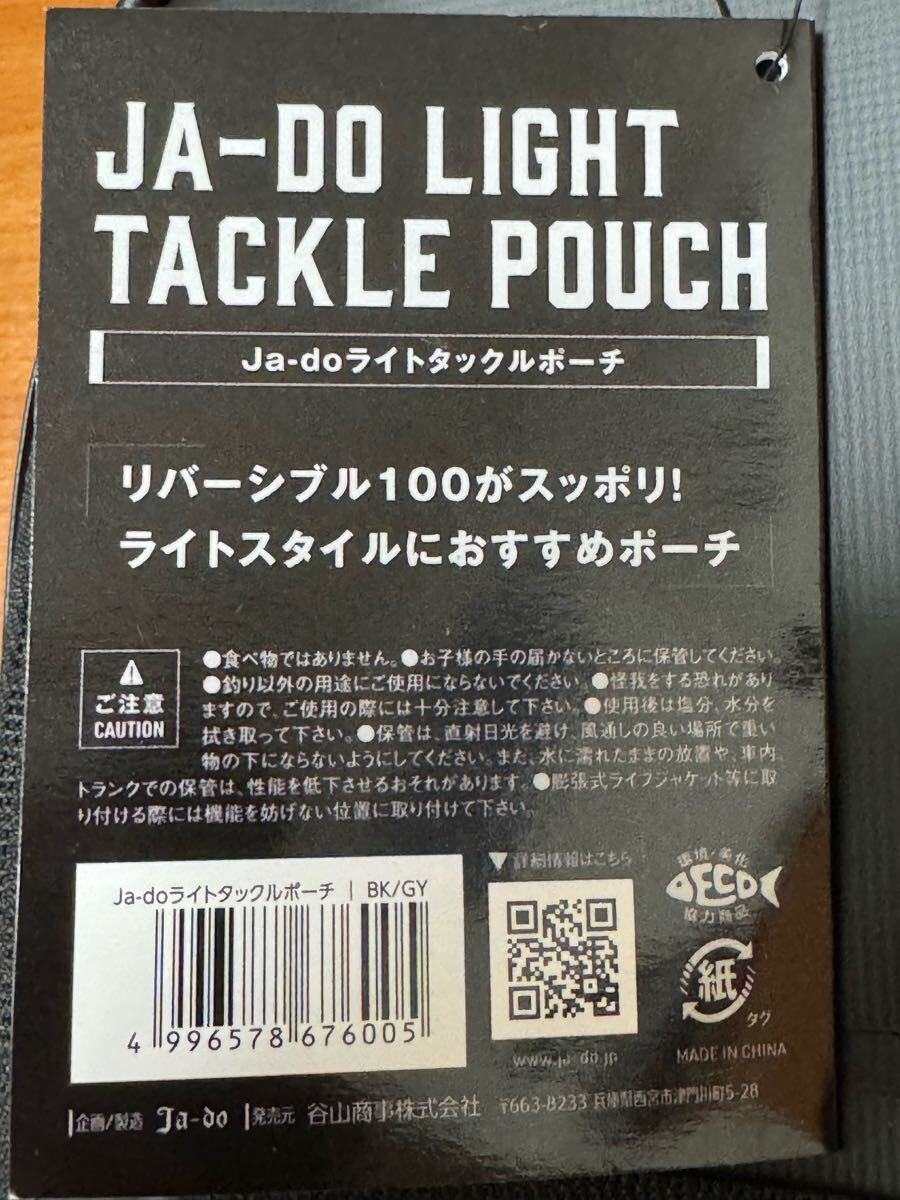 JA-DO LIGHT
TACKLE POUCH
Ja-doライトタックルポーチ
リバーシブル100がスッポリ!
ライトスタイルにおすすめポーチ
ご注意
CAUTION
●食べ物ではありません。●お子様の手の届かないところに保管してください。
●釣り以外の用途にご使用にならないでください。●怪我をする恐れがあり
ますので、ご使用の際には十分注意して下さい。●使用後は塩分、水分を
拭き取って下さい。●保管は、直射日光を避け、風通しの良い場所で重い
物の下にならないようにしてください。また、水に濡れたままの放置や、車内
トランクでの保管は、性能を低下させるおそれがあります。●膨張式ライフジャケット等に取
り付ける際には機能を妨げない位置に取り付けて下さい。
Ja-doライトタックルポーチ | BK/GY
4 996578 676005
▼詳細情報はこちら
www.ja-do.jp
環境・美化
ECO
協力商品
紙
タグ
MADE IN CHINA
企画/製造 Ja-do 発売元 谷山商事株式会社 〒663-8233 兵庫県西宮市津門川町5-28